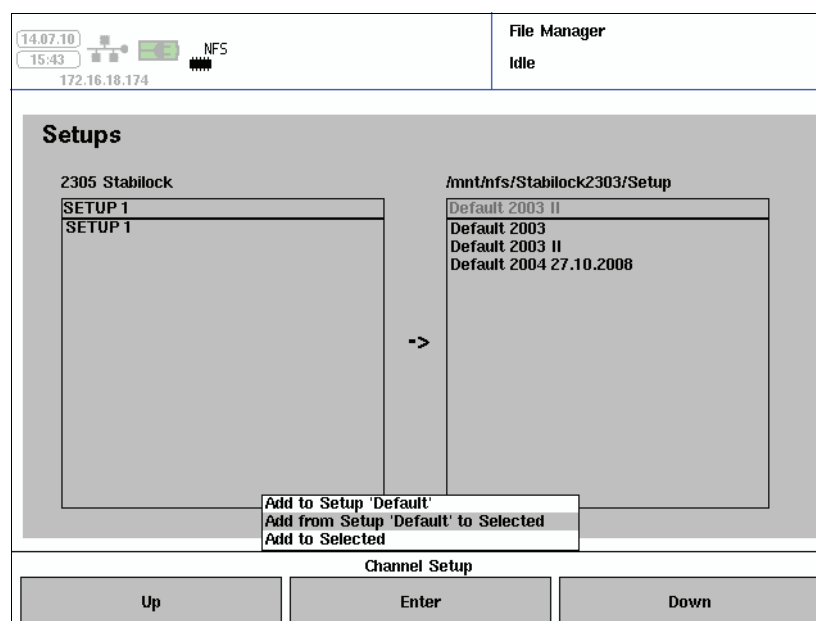 14.07.10
15:43
NFS
172.16.18.174
File Manager
Idle
Setups
2305 Stabilock
SETUP 1
SETUP 1
->
/mnt/nfs/Stabilock2303/Setup
Default 2003 II
Default 2003
Default 2003 II
Default 2004 27.10.2008
Add to Setup 'Default'
Add from Setup 'Default' to Selected
Add to Selected
Channel Setup
Up
Enter
Down